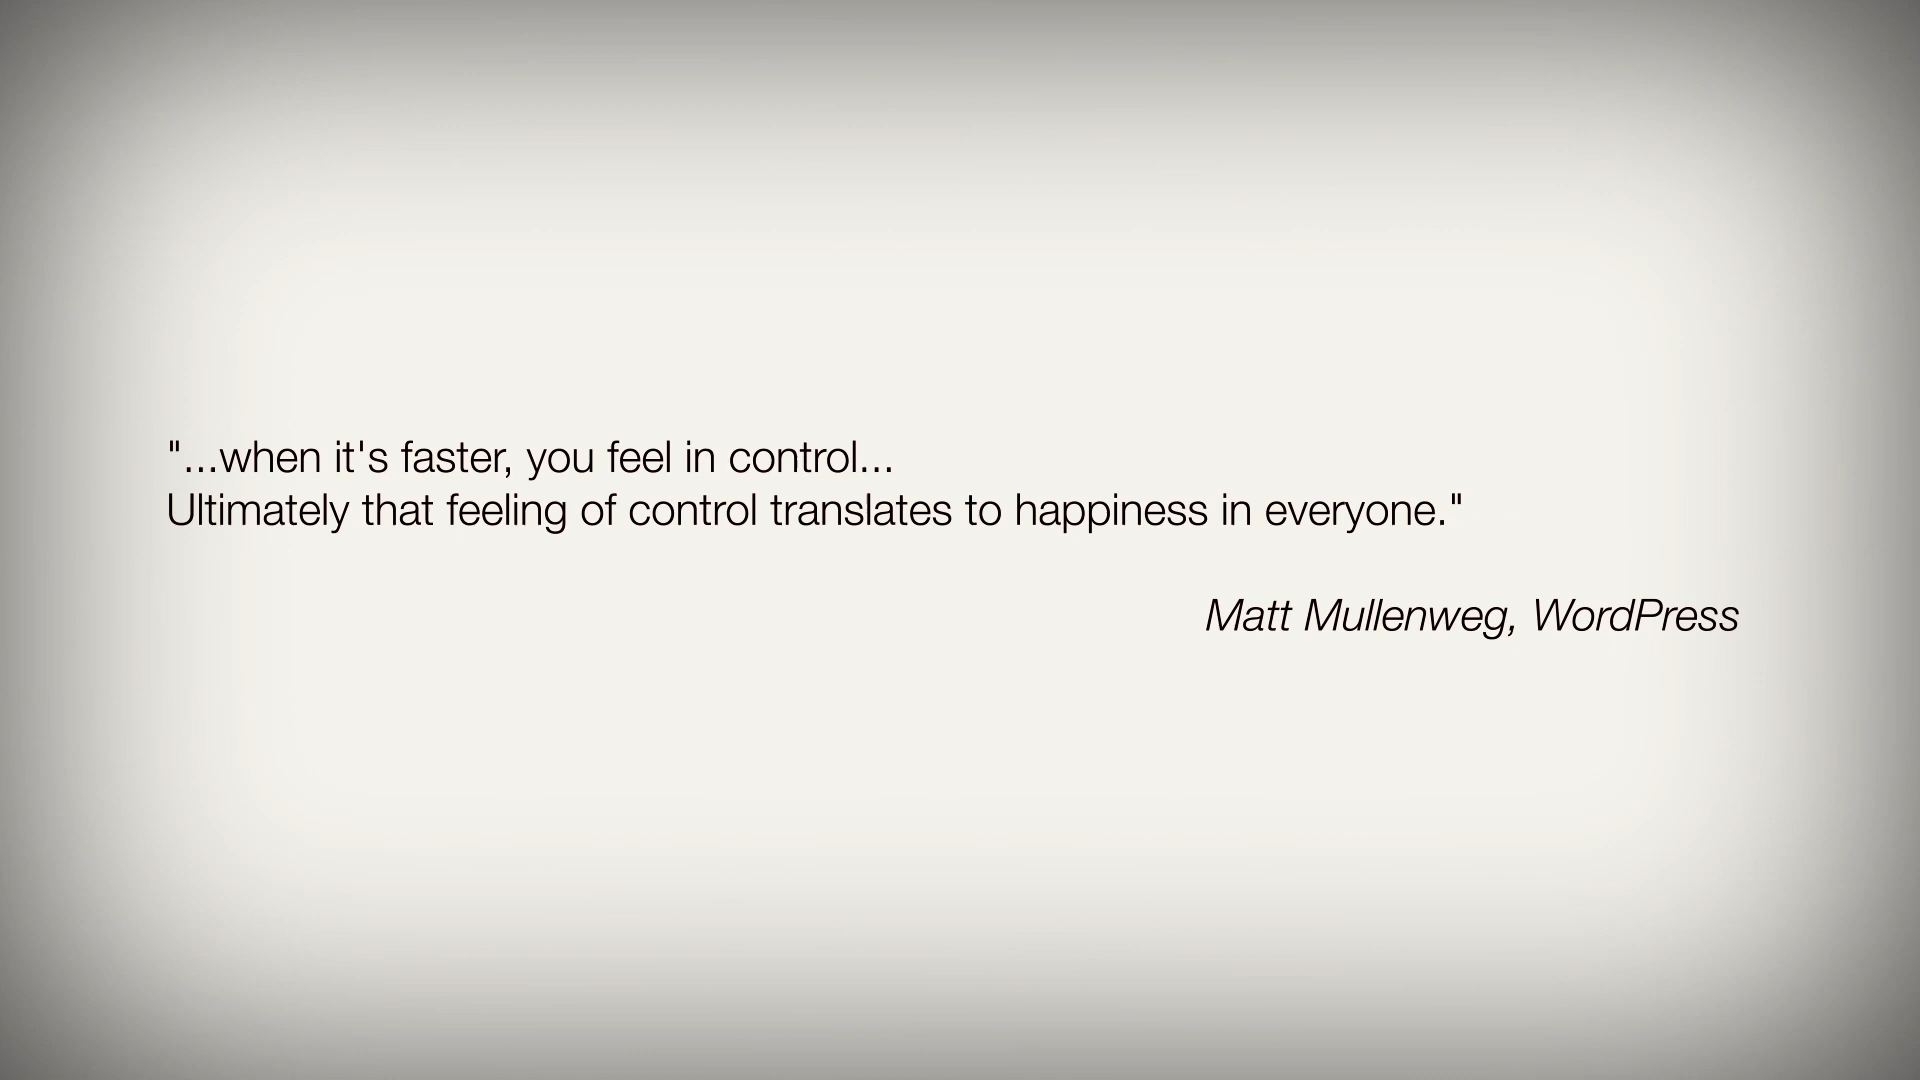 "...when it's faster, you feel in control...
Ultimately that feeling of control translates to happiness in everyone."
Matt Mullenweg, WordPress